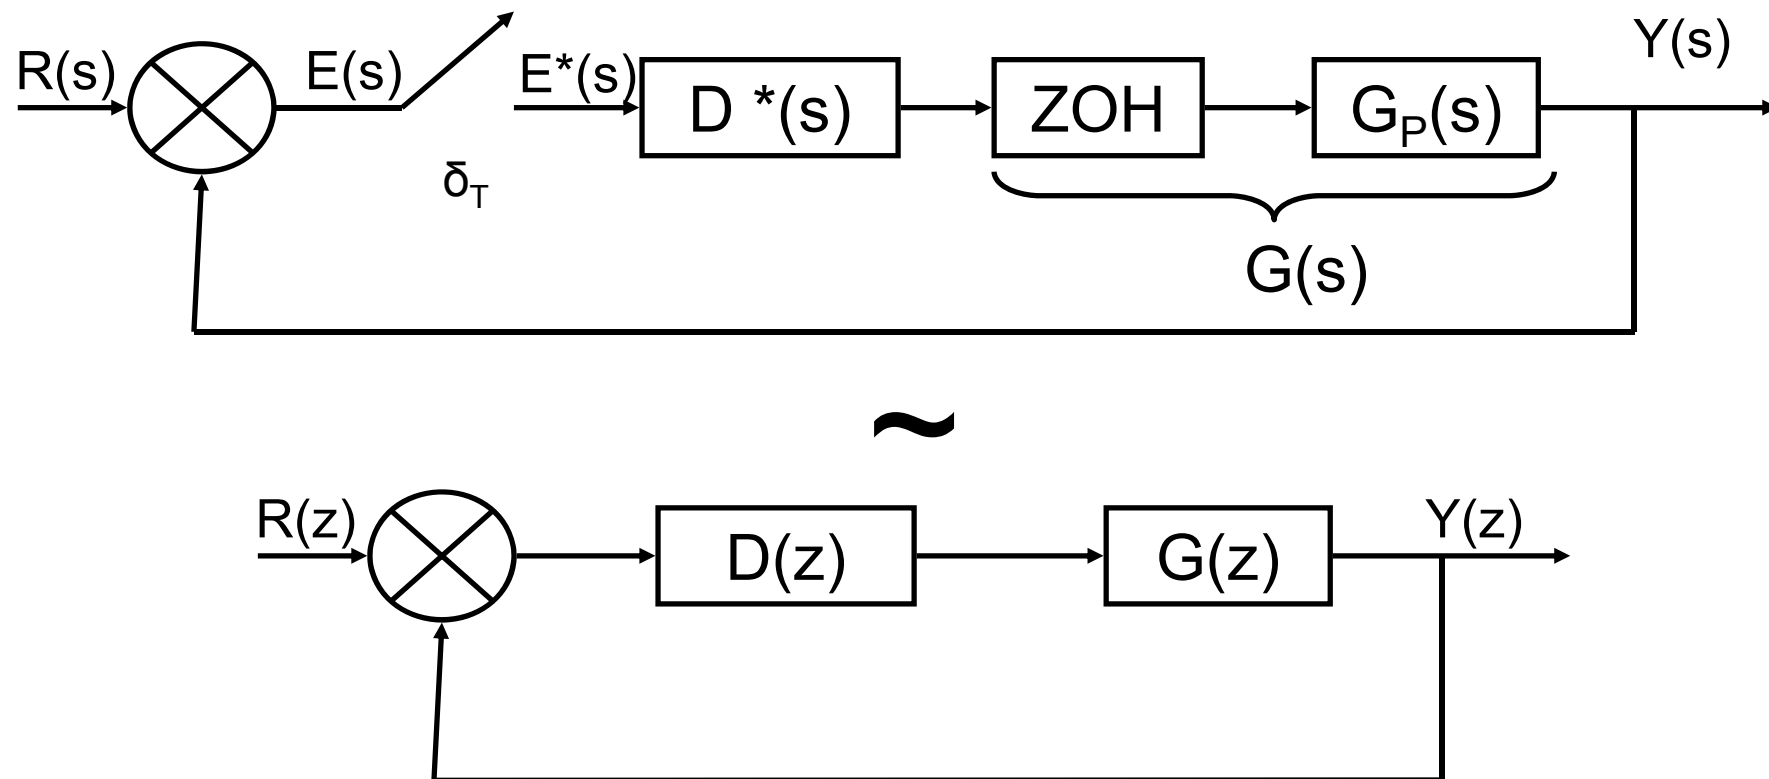 R(s) E(s) E*(s) D *(s) ZOH G_P(s) Y(s)
δ_T
G(s)
~
R(z) D(z) G(z) Y(z)